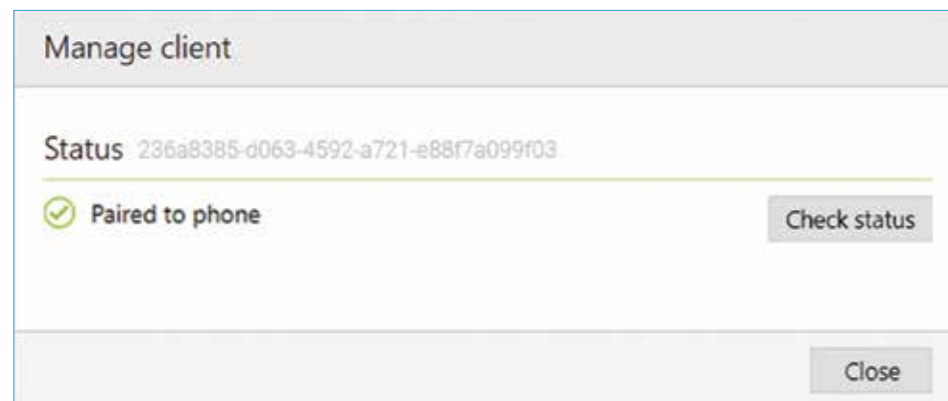 Manage client
Status 236a8385-d063-4592-a721-e88f7a099f03
Paired to phone
Check status
Close